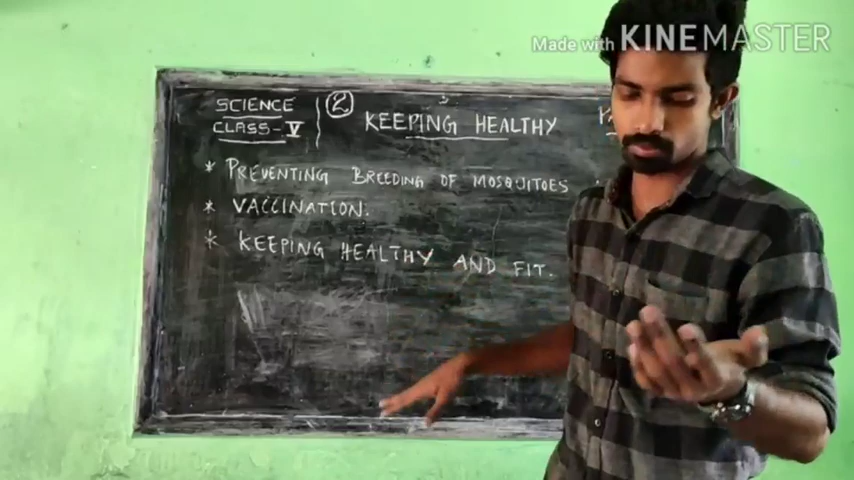 Made with KINEMASTER
SCIENCE
CLASS-V
2
KEEPING HEALTHY
* PREVENTING BREEDING OF MOSQUITOES
* VACCINATION.
* KEEPING HEALTHY AND FIT.